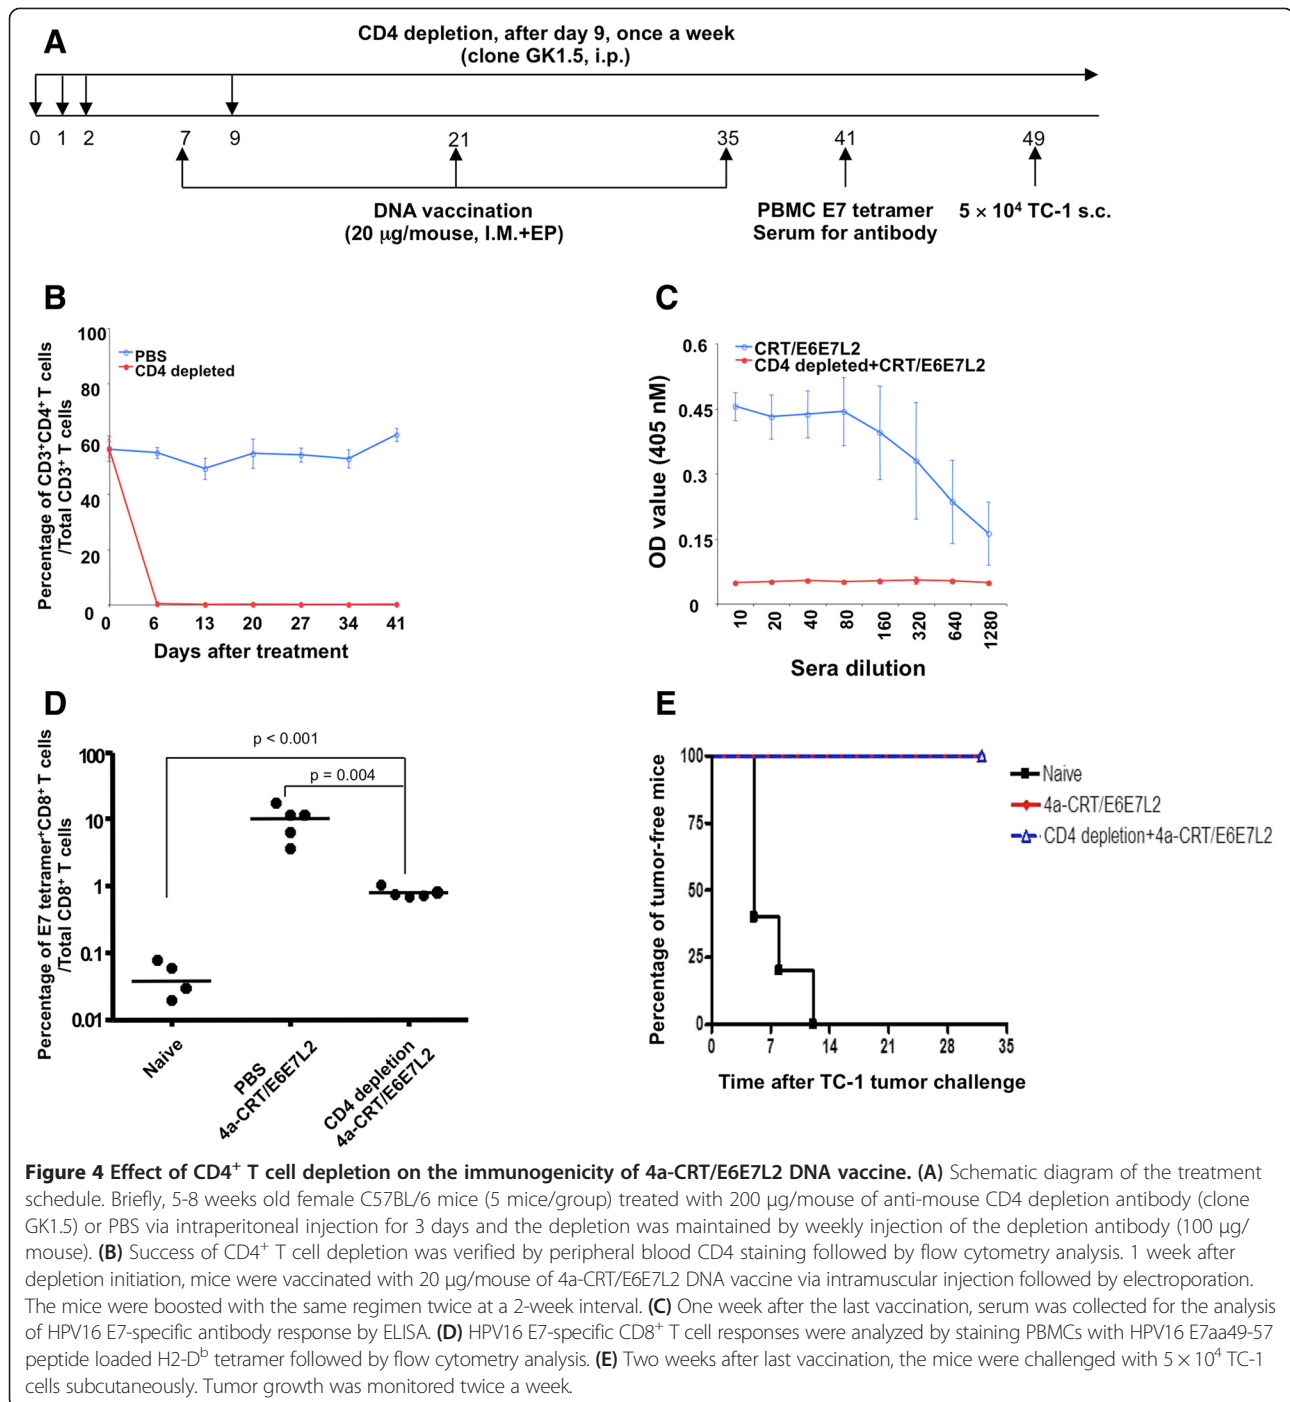 A
CD4 depletion, after day 9, once a week
(clone GK1.5, i.p.)
0 1 2 7 9 21 35 41 49
DNA vaccination
(20 μg/mouse, I.M.+EP)
PBMC E7 tetramer
Serum for antibody
5 × 10⁴ TC-1 s.c.
B
Percentage of CD3⁺CD4⁺ T cells
/Total CD3⁺ T cells
100
80
60
40
20
0
PBS
CD4 depleted
0 6 13 20 27 34 41
Days after treatment
C
OD value (405 nM)
0.6
0.45
0.3
0.15
0
CRT/E6E7L2
CD4 depleted+CRT/E6E7L2
10 20 40 80 160 320 640 1280
Sera dilution
D
Percentage of E7 tetramer⁺CD8⁺ T cells
/Total CD8⁺ T cells
100
10
1
0.1
0.01
p < 0.001
p = 0.004
Naive
PBS
4a-CRT/E6E7L2
CD4 depletion
4a-CRT/E6E7L2
E
Percentage of tumor-free mice
100
75
50
25
0
0 7 14 21 28 35
Time after TC-1 tumor challenge
Naive
4a-CRT/E6E7L2
CD4 depletion+4a-CRT/E6E7L2
Figure 4 Effect of CD4⁺ T cell depletion on the immunogenicity of 4a-CRT/E6E7L2 DNA vaccine. (A) Schematic diagram of the treatment
schedule. Briefly, 5-8 weeks old female C57BL/6 mice (5 mice/group) treated with 200 μg/mouse of anti-mouse CD4 depletion antibody (clone
GK1.5) or PBS via intraperitoneal injection for 3 days and the depletion was maintained by weekly injection of the depletion antibody (100 μg/
mouse). (B) Success of CD4⁺ T cell depletion was verified by peripheral blood CD4 staining followed by flow cytometry analysis. 1 week after
depletion initiation, mice were vaccinated with 20 μg/mouse of 4a-CRT/E6E7L2 DNA vaccine via intramuscular injection followed by electroporation.
The mice were boosted with the same regimen twice at a 2-week interval. (C) One week after the last vaccination, serum was collected for the analysis
of HPV16 E7-specific antibody response by ELISA. (D) HPV16 E7-specific CD8⁺ T cell responses were analyzed by staining PBMCs with HPV16 E7aa49-57
peptide loaded H2-Dᵇ tetramer followed by flow cytometry analysis. (E) Two weeks after last vaccination, the mice were challenged with 5 × 10⁴ TC-1
cells subcutaneously. Tumor growth was monitored twice a week.